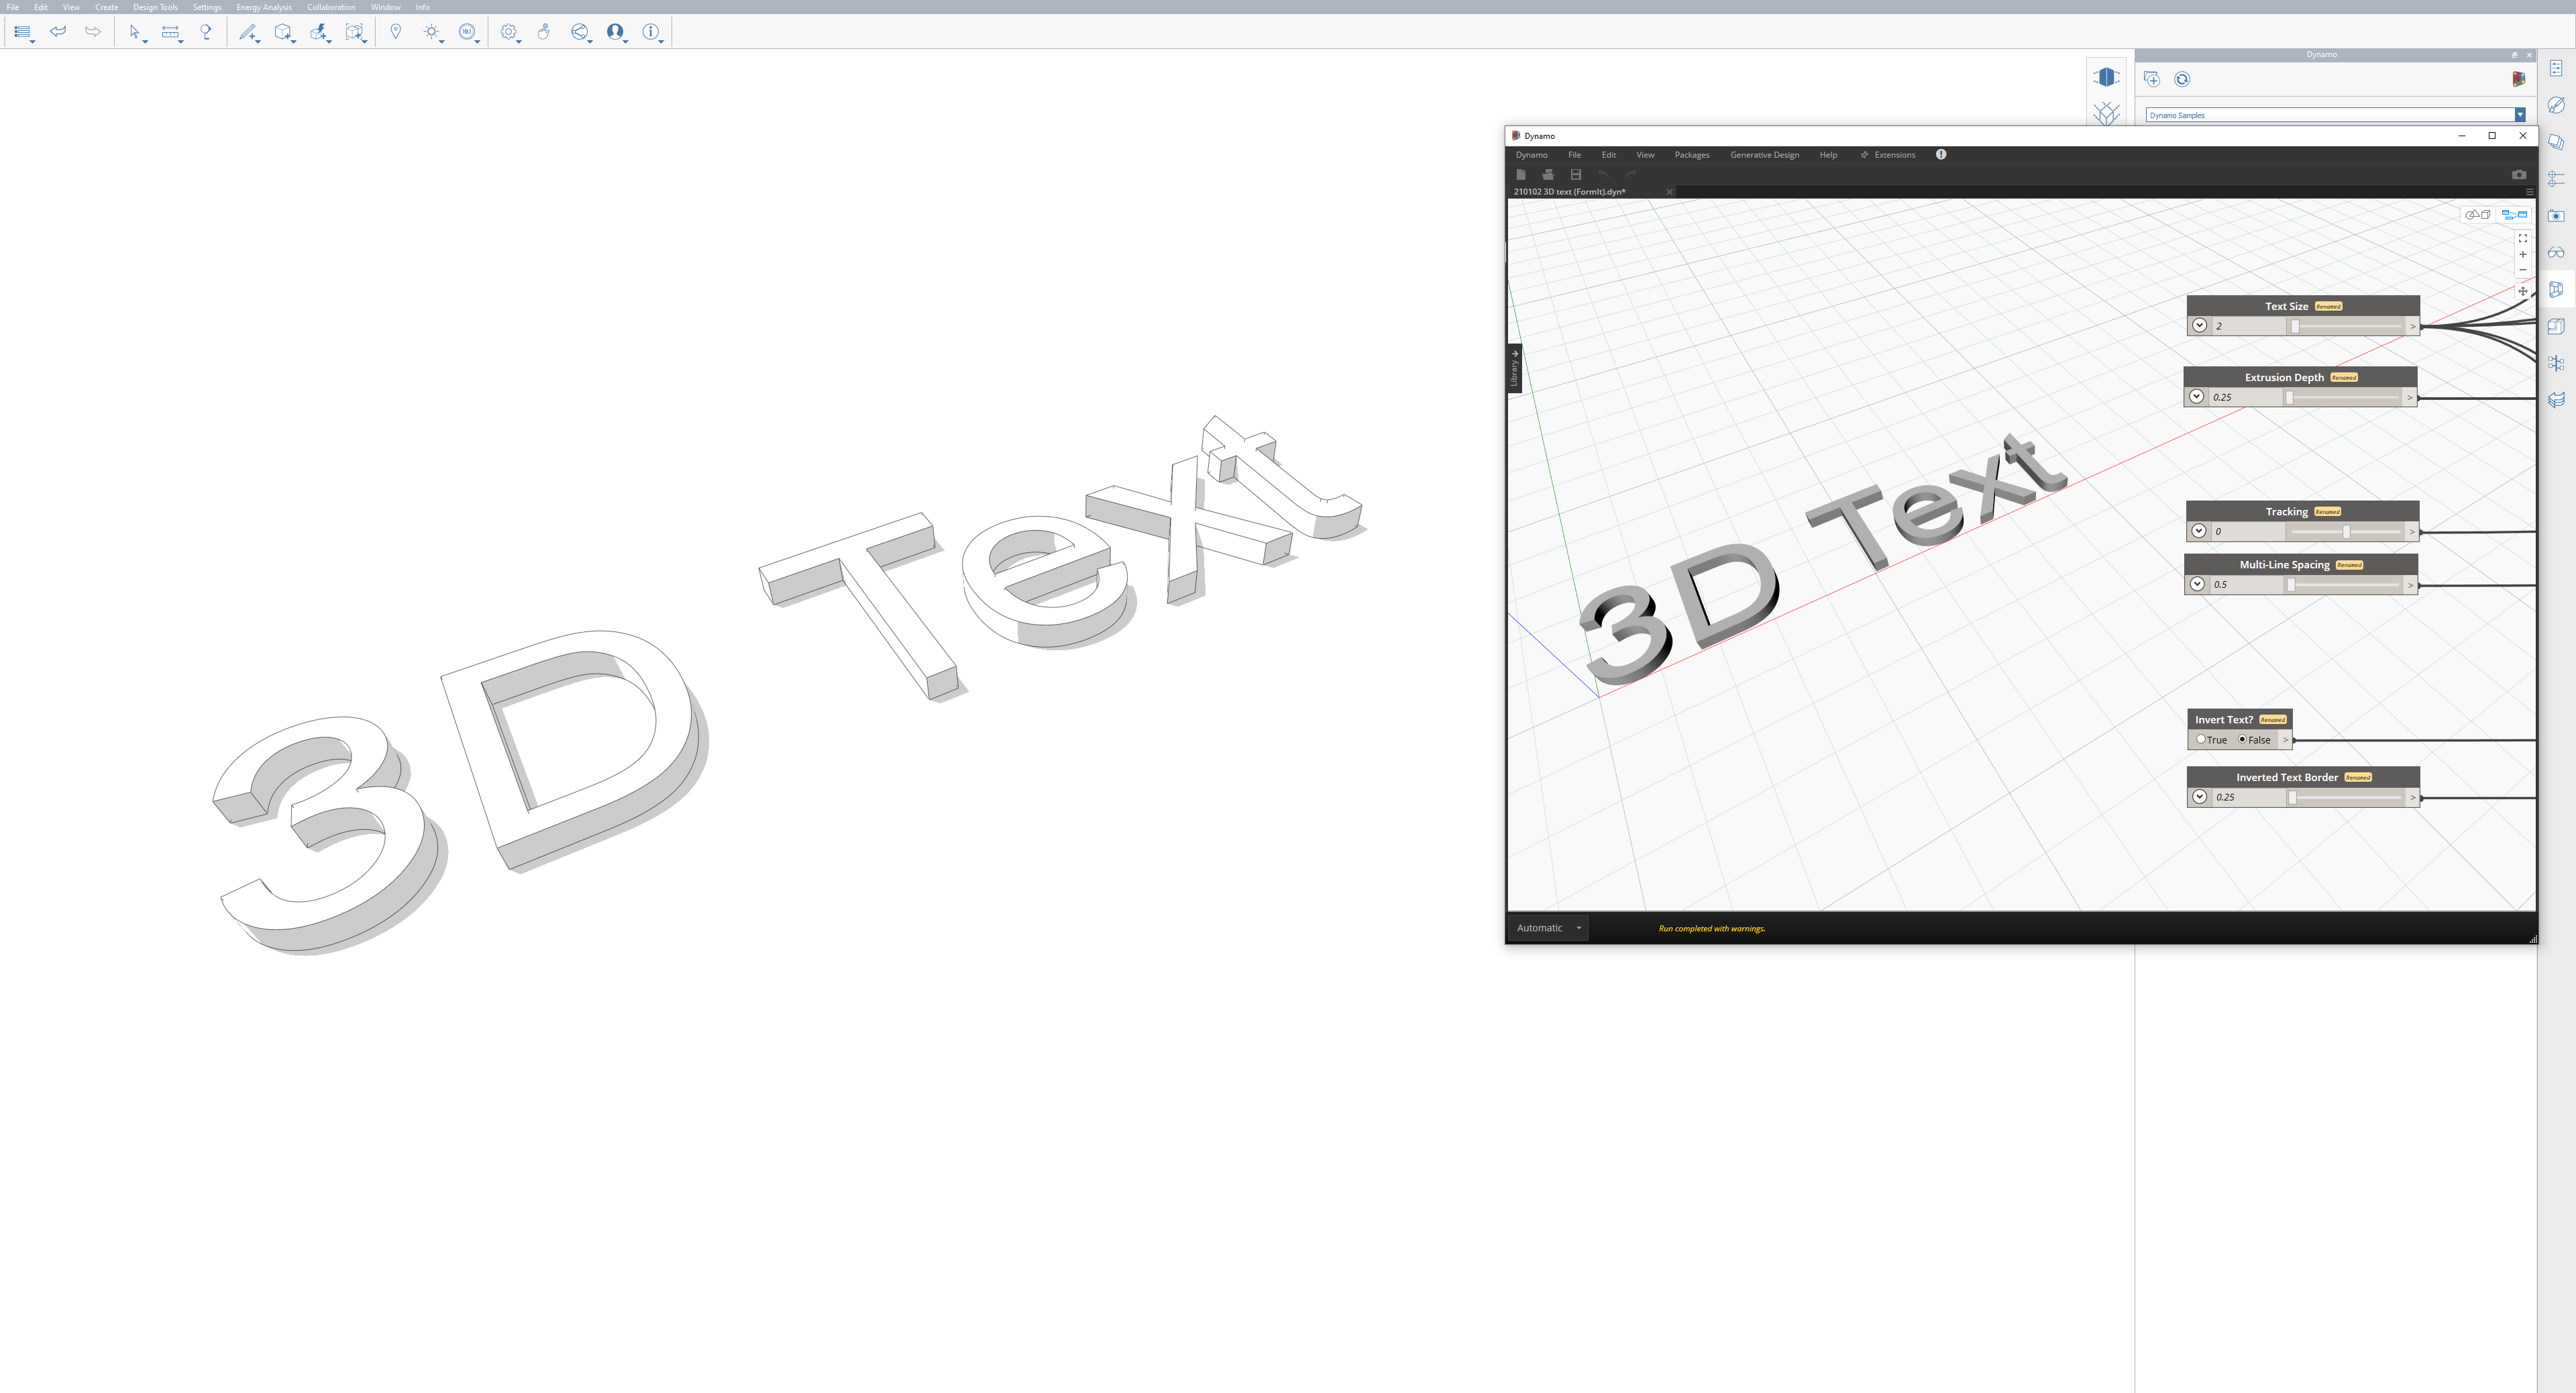 File Edit View Create Design Tools Settings Energy Analysis Collaboration Window Info
Dynamo
Dynamo Samples
Dynamo
Dynamo File Edit View Packages Generative Design Help Extensions
210102 3D text (FormIt).dyn*
Library
Text Size Renamed
2 >
Extrusion Depth Renamed
0.25 >
Tracking Renamed
0 >
Multi-Line Spacing Renamed
0.5 >
Invert Text? Renamed
True False >
Inverted Text Border Renamed
0.25 >
3D Text
3D Text
Automatic Run completed with warnings.